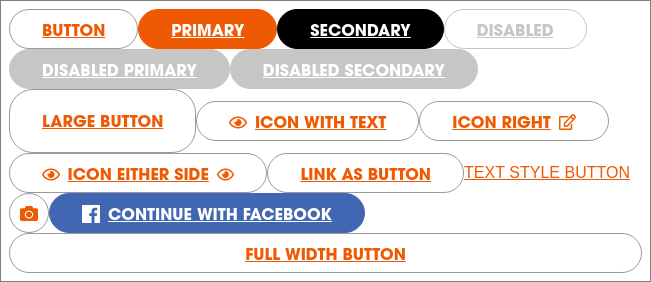 BUTTON PRIMARY SECONDARY DISABLED
DISABLED PRIMARY DISABLED SECONDARY
LARGE BUTTON ICON WITH TEXT ICON RIGHT
ICON EITHER SIDE LINK AS BUTTON TEXT STYLE BUTTON
CONTINUE WITH FACEBOOK
FULL WIDTH BUTTON